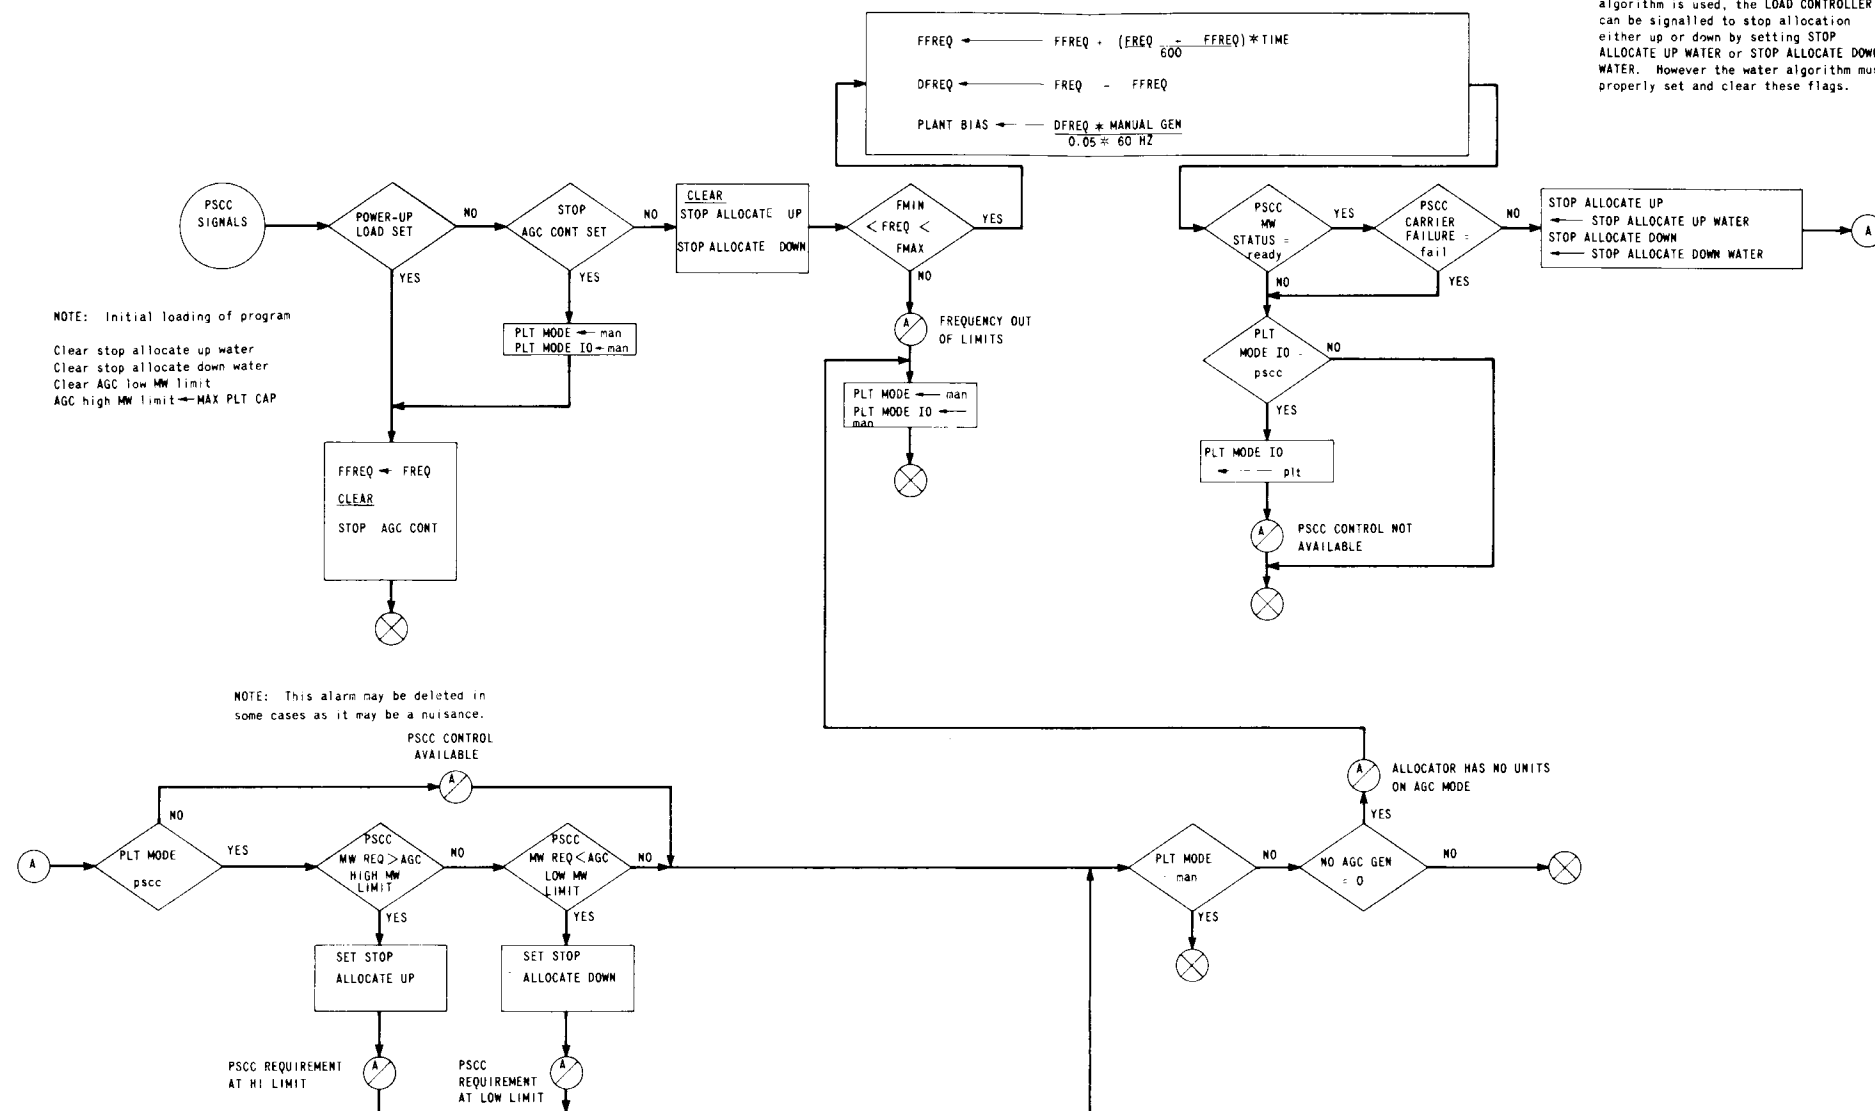 algorithm is used, the LOAD CONTROLLER
can be signalled to stop allocation
either up or down by setting STOP
ALLOCATE UP WATER or STOP ALLOCATE DOWN
WATER. However the water algorithm mus
properly set and clear these flags.
FFREQ ← FFREQ + (FREQ - FFREQ) * TIME
600
DFREQ ← FREQ - FFREQ
PLANT BIAS ← DFREQ * MANUAL GEN
0.05 * 60 HZ
PSCC
SIGNALS
POWER-UP
LOAD SET
NO
YES
STOP
AGC CONT SET
NO
YES
CLEAR
STOP ALLOCATE UP
STOP ALLOCATE DOWN
FMIN
< FREQ <
FMAX
YES
NO
PSCC
MW
STATUS =
ready
YES
NO
PSCC
CARRIER
FAILURE =
fail
NO
YES
STOP ALLOCATE UP
← STOP ALLOCATE UP WATER
STOP ALLOCATE DOWN
← STOP ALLOCATE DOWN WATER
A
NOTE: Initial loading of program
Clear stop allocate up water
Clear stop allocate down water
Clear AGC low MW limit
AGC high MW limit ← MAX PLT CAP
PLT MODE ← man
PLT MODE IO ← man
A
FREQUENCY OUT
OF LIMITS
PLT MODE ← man
PLT MODE IO ←
man
PLT
MODE IO -
pscc
NO
YES
PLT MODE IO
← plt
A
PSCC CONTROL NOT
AVAILABLE
FFREQ ← FREQ
CLEAR
STOP AGC CONT
NOTE: This alarm may be deleted in
some cases as it may be a nuisance.
PSCC CONTROL
AVAILABLE
A
A
PLT MODE
pscc
NO
YES
PSCC
MW REQ > AGC
HIGH MW
LIMIT
NO
YES
PSCC
MW REQ < AGC
LOW MW
LIMIT
NO
YES
PLT MODE
- man
NO
YES
NO AGC GEN
= 0
YES
NO
A
ALLOCATOR HAS NO UNITS
ON AGC MODE
SET STOP
ALLOCATE UP
SET STOP
ALLOCATE DOWN
PSCC REQUIREMENT
AT HI LIMIT
A
PSCC
REQUIREMENT
AT LOW LIMIT
A